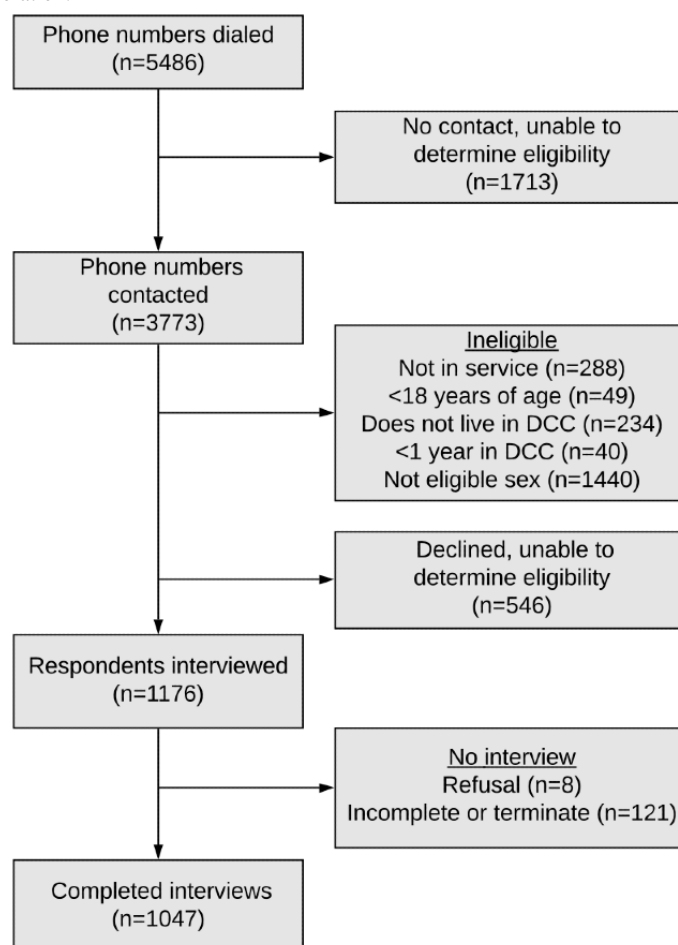 Phone numbers dialed
(n=5486)
No contact, unable to
determine eligibility
(n=1713)
Phone numbers
contacted
(n=3773)
Ineligible
Not in service (n=288)
<18 years of age (n=49)
Does not live in DCC (n=234)
<1 year in DCC (n=40)
Not eligible sex (n=1440)
Declined, unable to
determine eligibility
(n=546)
Respondents interviewed
(n=1176)
No interview
Refusal (n=8)
Incomplete or terminate (n=121)
Completed interviews
(n=1047)